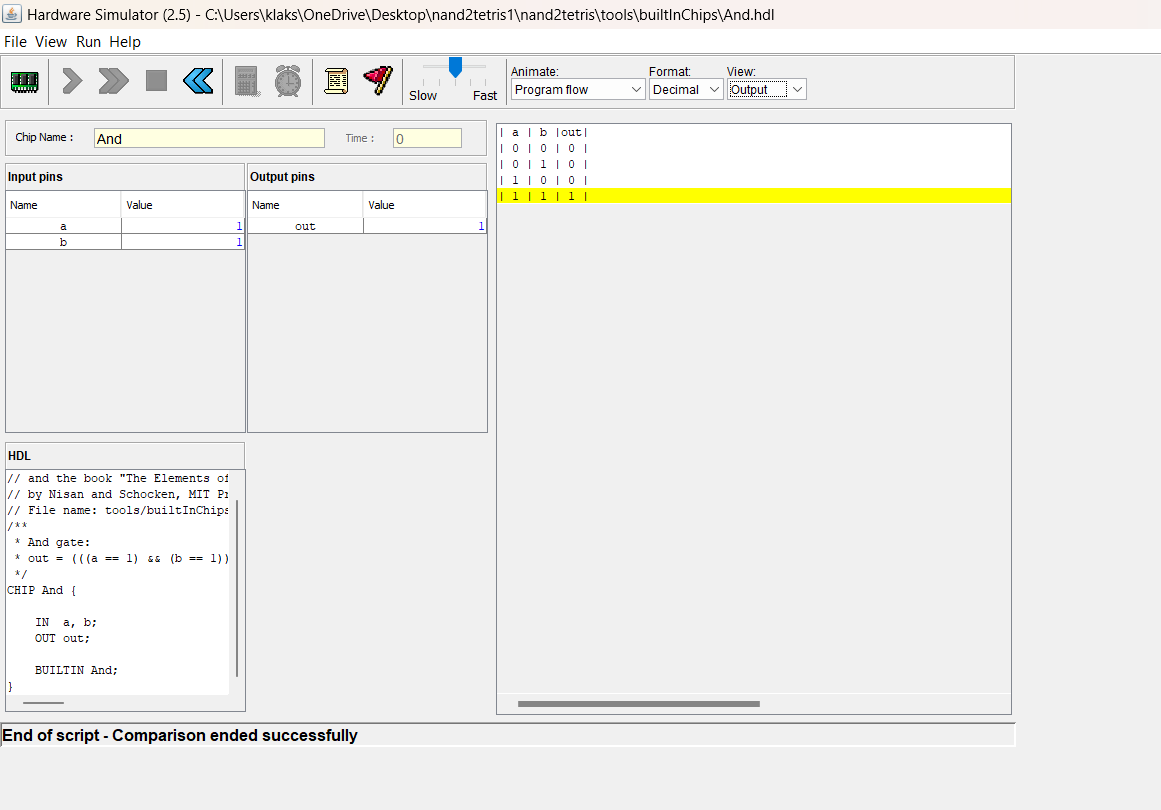 Hardware Simulator (2.5) - C:\Users\klaks\OneDrive\Desktop\nand2tetris1\nand2tetris\tools\builtInChips\And.hdl
File View Run Help
Slow Fast
Animate: Format: View:
Program flow Decimal Output
Chip Name : And Time : 0
Input pins Output pins
Name Value Name Value
a 1 out 1
b 1
| a | b |out|
| 0 | 0 | 0 |
| 0 | 1 | 0 |
| 1 | 0 | 0 |
| 1 | 1 | 1 |
HDL
// and the book "The Elements of
// by Nisan and Schocken, MIT Pr
// File name: tools/builtInChips
/**
 * And gate:
 * out = (((a == 1) && (b == 1))
 */
CHIP And {
    IN  a, b;
    OUT out;
    BUILTIN And;
}
End of script - Comparison ended successfully